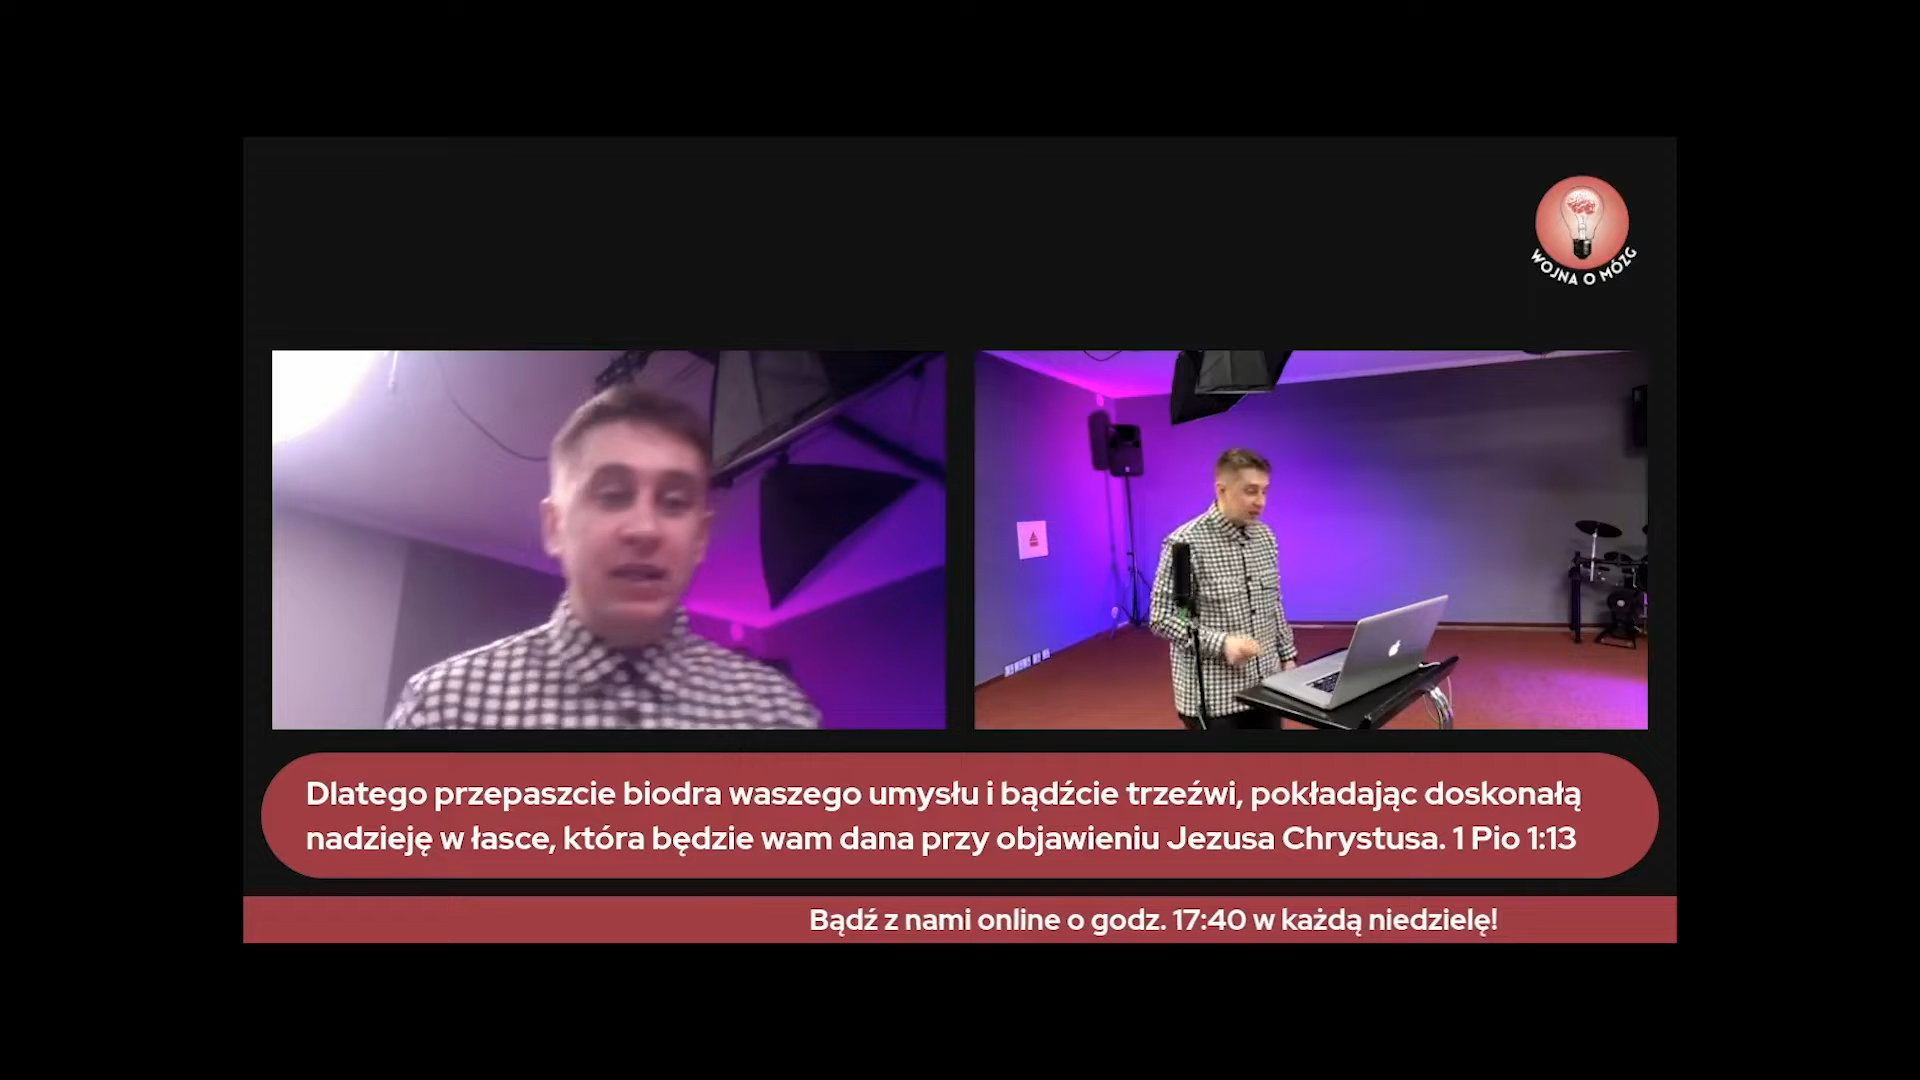 WOJNA O MÓZG
Dlatego przepaszcie biodra waszego umysłu i bądźcie trzeźwi, pokładając doskonałą
nadzieję w łasce, która będzie wam dana przy objawieniu Jezusa Chrystusa. 1 Pio 1:13
Bądź z nami online o godz. 17:40 w każdą niedzielę!